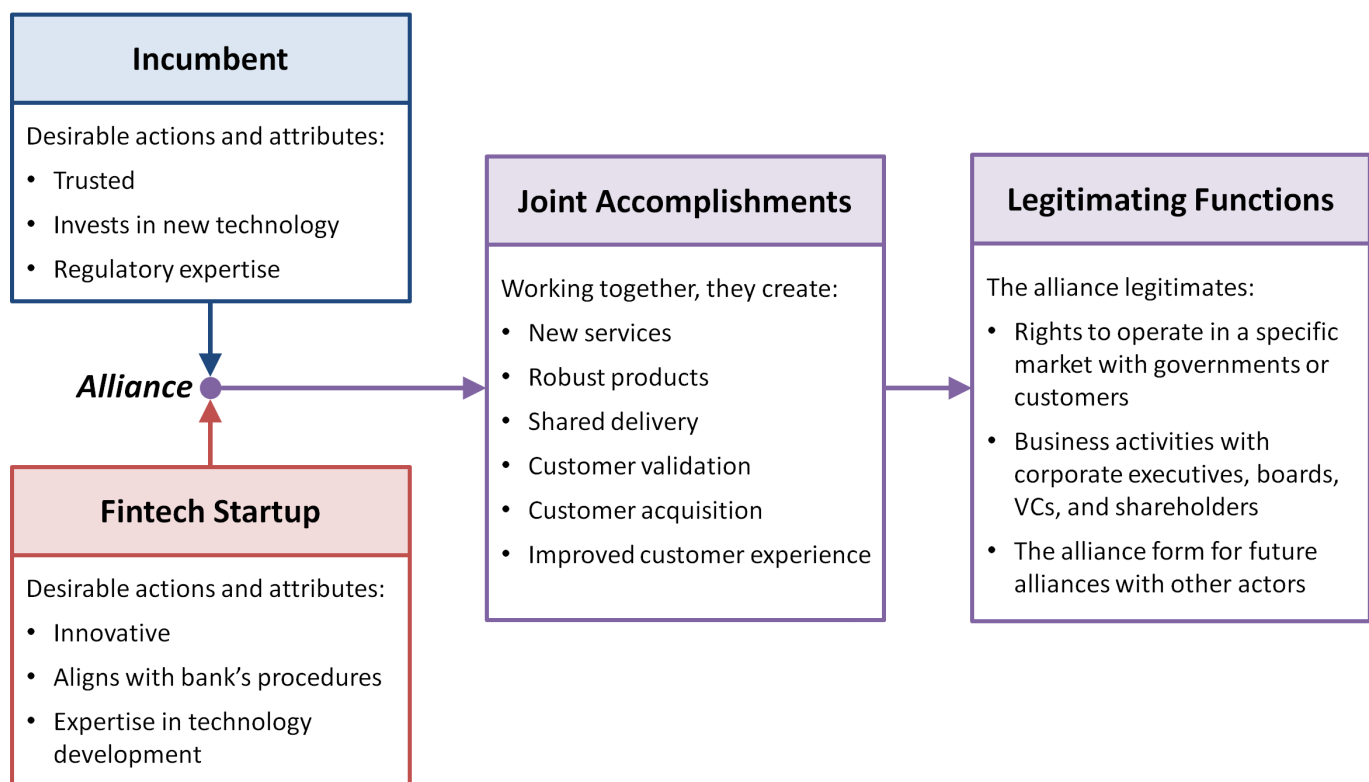 Incumbent
Desirable actions and attributes:
• Trusted
• Invests in new technology
• Regulatory expertise
Alliance
Fintech Startup
Desirable actions and attributes:
• Innovative
• Aligns with bank’s procedures
• Expertise in technology
development
Joint Accomplishments
Working together, they create:
• New services
• Robust products
• Shared delivery
• Customer validation
• Customer acquisition
• Improved customer experience
Legitimating Functions
The alliance legitimates:
• Rights to operate in a specific
market with governments or
customers
• Business activities with
corporate executives, boards,
VCs, and shareholders
• The alliance form for future
alliances with other actors